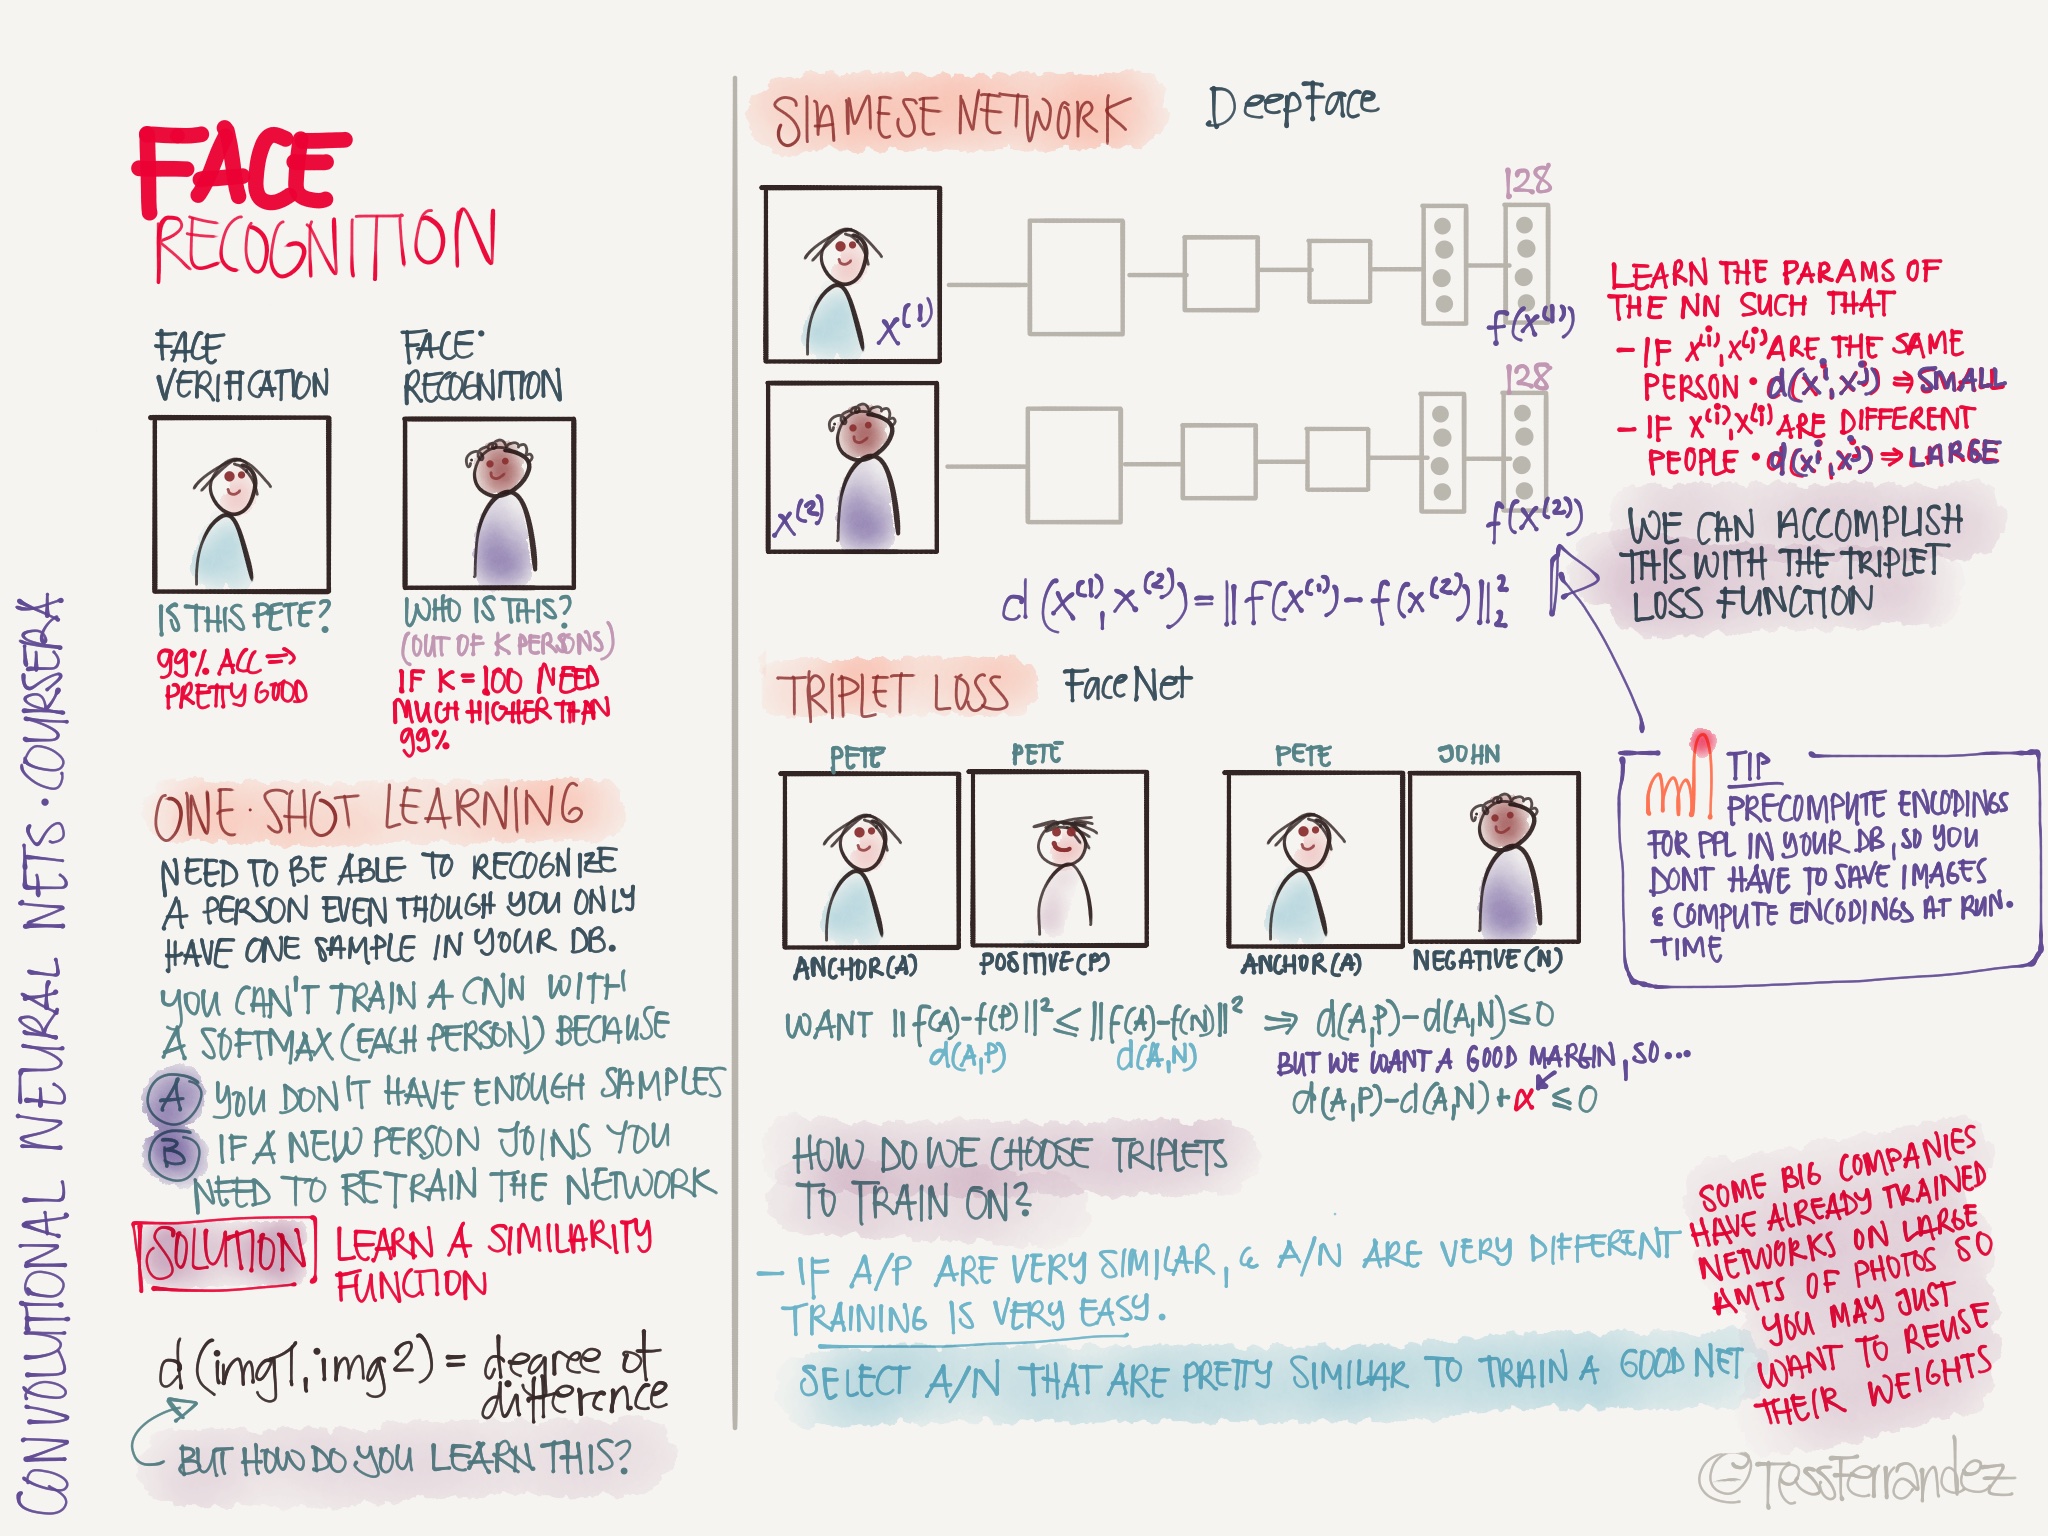 CONVOLUTIONAL NEURAL NETS · COURSERA
FACE
RECOGNITION
FACE
VERIFICATION
IS THIS PETE?
99% ACC ⇒
PRETTY GOOD
FACE·
RECOGNITION
WHO IS THIS?
(OUT OF K PERSONS)
IF K = 100 NEED
MUCH HIGHER THAN
99%
ONE·SHOT LEARNING
NEED TO BE ABLE TO RECOGNIZE
A PERSON EVEN THOUGH YOU ONLY
HAVE ONE SAMPLE IN YOUR DB.
YOU CAN'T TRAIN A CNN WITH
A SOFTMAX (EACH PERSON) BECAUSE
A YOU DON'T HAVE ENOUGH SAMPLES
B IF A NEW PERSON JOINS YOU
NEED TO RETRAIN THE NETWORK
SOLUTION LEARN A SIMILARITY
FUNCTION
d (img1, img2) = degree of
difference
BUT HOW DO YOU LEARN THIS?
SIAMESE NETWORK DeepFace
x⁽¹⁾
128
f(x⁽¹⁾)
x⁽²⁾
128
f(x⁽²⁾)
d (x⁽¹⁾, x⁽²⁾) = || f(x⁽¹⁾) - f(x⁽²⁾) ||₂²
LEARN THE PARAMS OF
THE NN SUCH THAT
- IF x⁽ⁱ⁾, x⁽ʲ⁾ ARE THE SAME
PERSON · d(xⁱ, xʲ) ⇒ SMALL
- IF x⁽ⁱ⁾, x⁽ʲ⁾ ARE DIFFERENT
PEOPLE · d(xⁱ, xʲ) ⇒ LARGE
WE CAN ACCOMPLISH
THIS WITH THE TRIPLET
LOSS FUNCTION
TIP
PRECOMPUTE ENCODINGS
FOR PPL IN YOUR DB, SO YOU
DONT HAVE TO SAVE IMAGES
& COMPUTE ENCODINGS AT RUN·
TIME
TRIPLET LOSS FaceNet
PETE PETE PETE JOHN
ANCHOR (A) POSITIVE (P) ANCHOR (A) NEGATIVE (N)
WANT || f(A) - f(P) ||² ≤ || f(A) - f(N) ||² ⇒ d(A,P) - d(A,N) ≤ 0
d(A,P) d(A,N)
BUT WE WANT A GOOD MARGIN, SO...
d(A,P) - d(A,N) + α ≤ 0
HOW DO WE CHOOSE TRIPLETS
TO TRAIN ON?
- IF A/P ARE VERY SIMILAR, & A/N ARE VERY DIFFERENT
TRAINING IS VERY EASY.
SELECT A/N THAT ARE PRETTY SIMILAR TO TRAIN A GOOD NET
SOME BIG COMPANIES
HAVE ALREADY TRAINED
NETWORKS ON LARGE
AMTS OF PHOTOS SO
YOU MAY JUST
WANT TO REUSE
THEIR WEIGHTS
© TessFerrandez